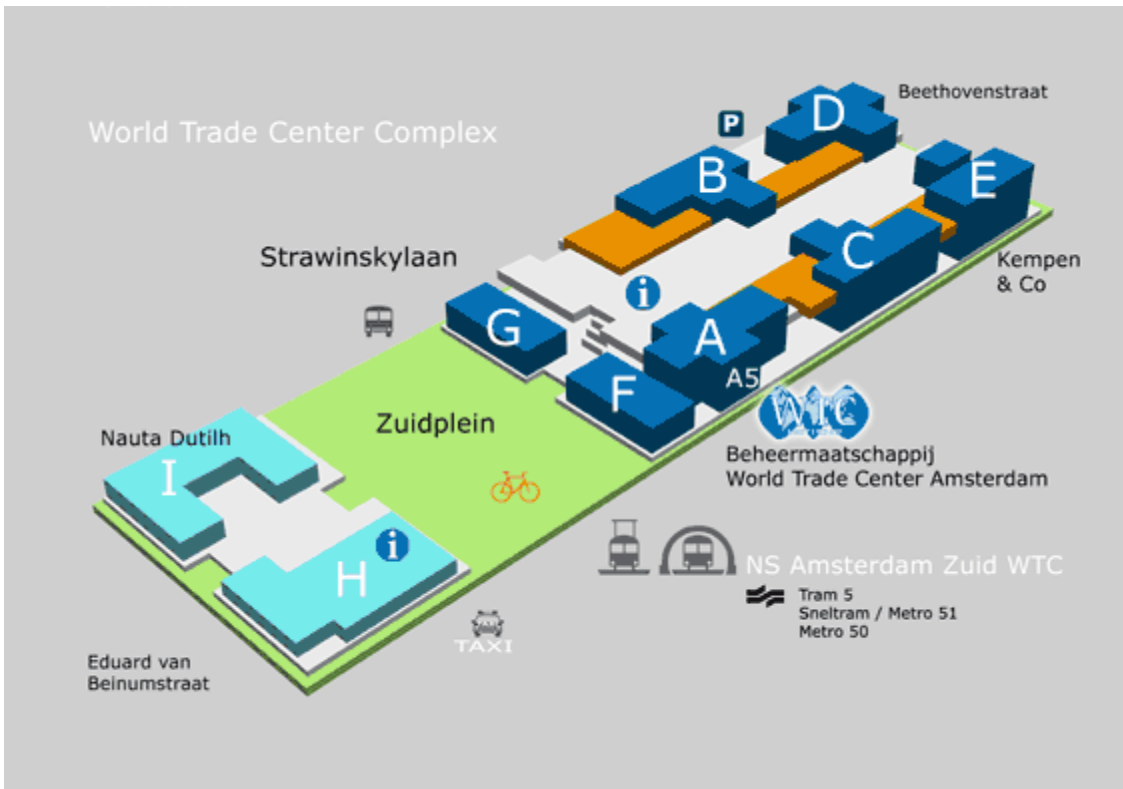 Beethovenstraat
D
P
World Trade Center Complex
B
E
C
Strawinskylaan
Kempen
& Co
i
G
A
A5
F
WTC
Zuidplein
Nauta Dutilh
Beheermaatschappij
World Trade Center Amsterdam
I
i
H
NS Amsterdam Zuid WTC
Tram 5
Sneltram / Metro 51
Metro 50
TAXI
Eduard van
Beinumstraat